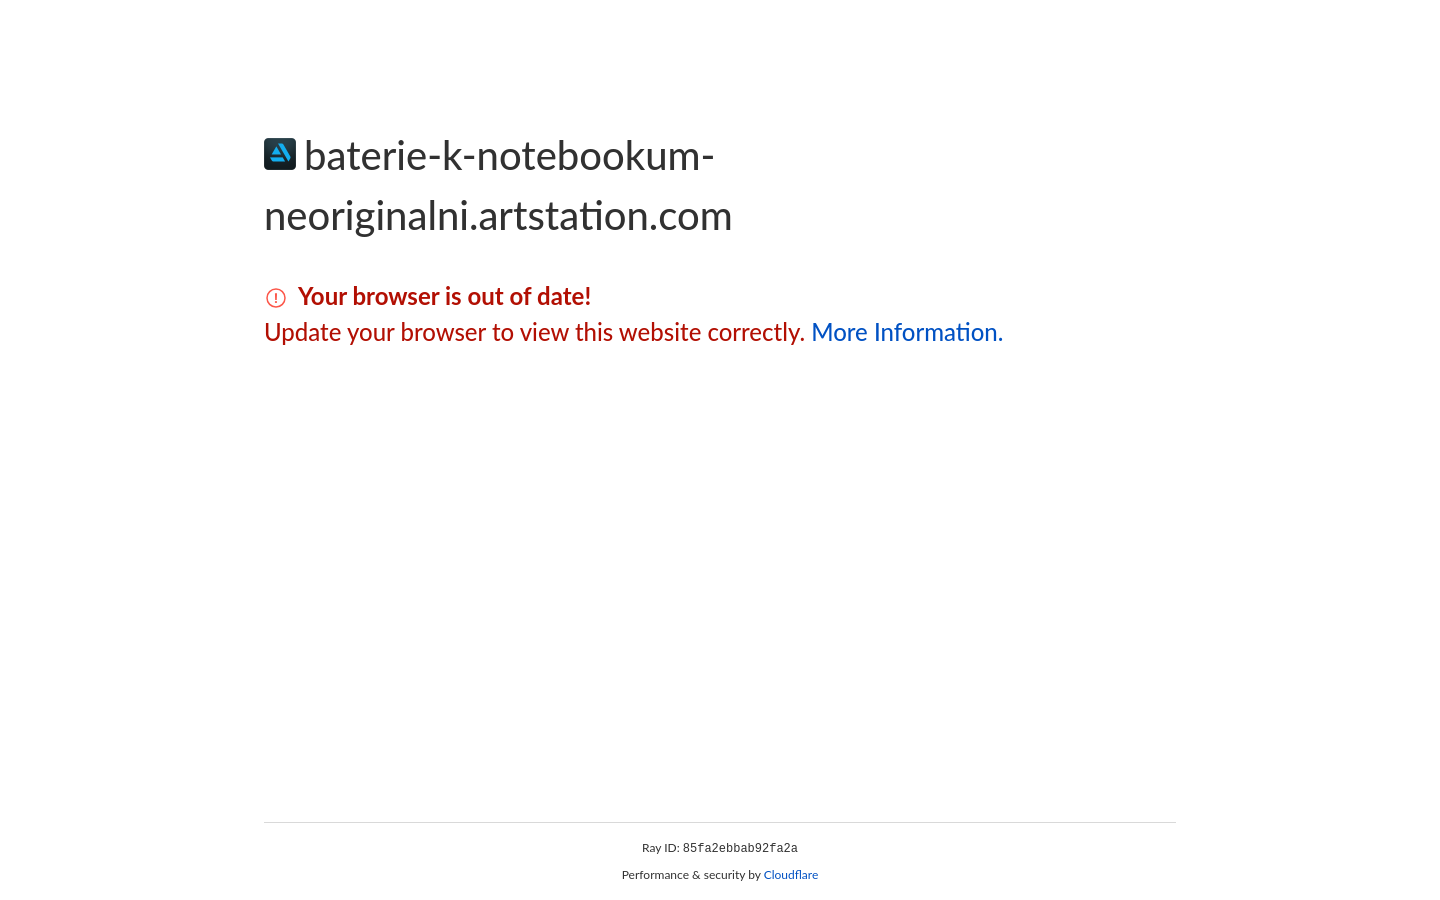 baterie-k-notebookum-
neoriginalni.artstation.com
Your browser is out of date!
Update your browser to view this website correctly. More Information.
Ray ID: 85fa2ebbab92fa2a
Performance & security by Cloudflare